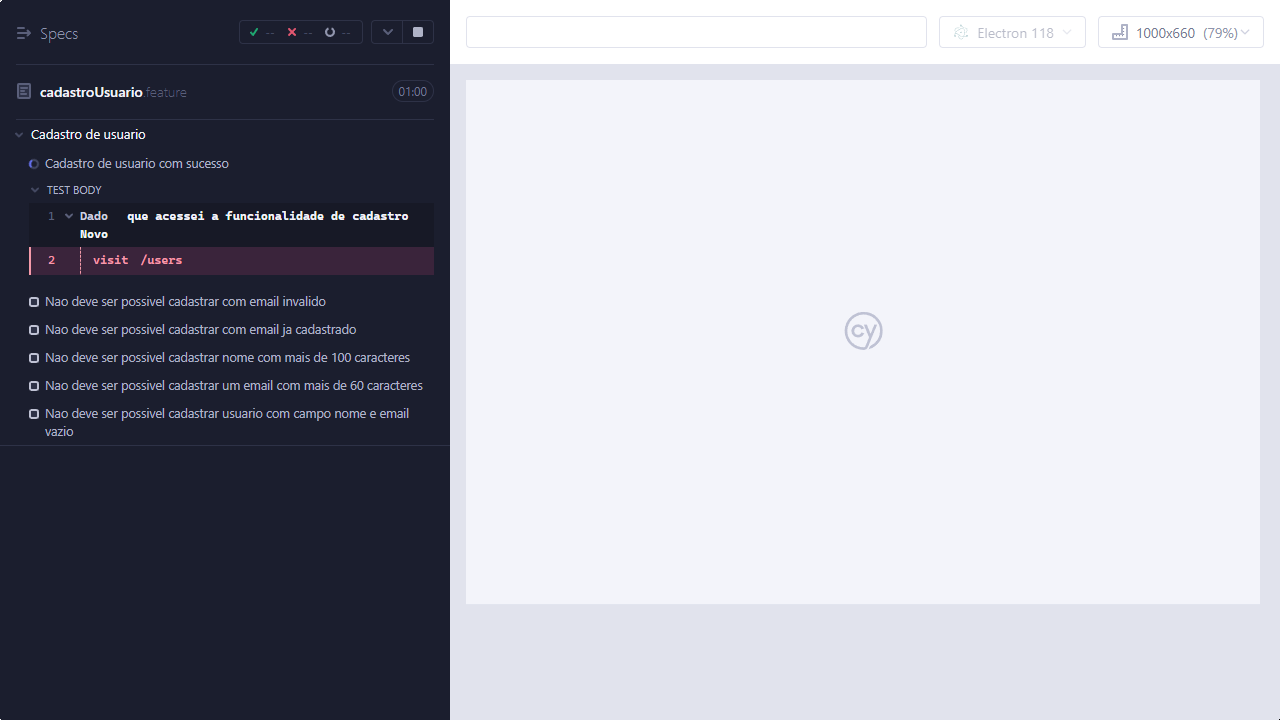 Specs
-- -- --
Electron 118
1000x660 (79%)
cadastroUsuario.feature
01:00
Cadastro de usuario
Cadastro de usuario com sucesso
TEST BODY
1 Dado que acessei a funcionalidade de cadastro
Novo
2 visit /users
Nao deve ser possivel cadastrar com email invalido
Nao deve ser possivel cadastrar com email ja cadastrado
Nao deve ser possivel cadastrar nome com mais de 100 caracteres
Nao deve ser possivel cadastrar um email com mais de 60 caracteres
Nao deve ser possivel cadastrar usuario com campo nome e email
vazio
cy